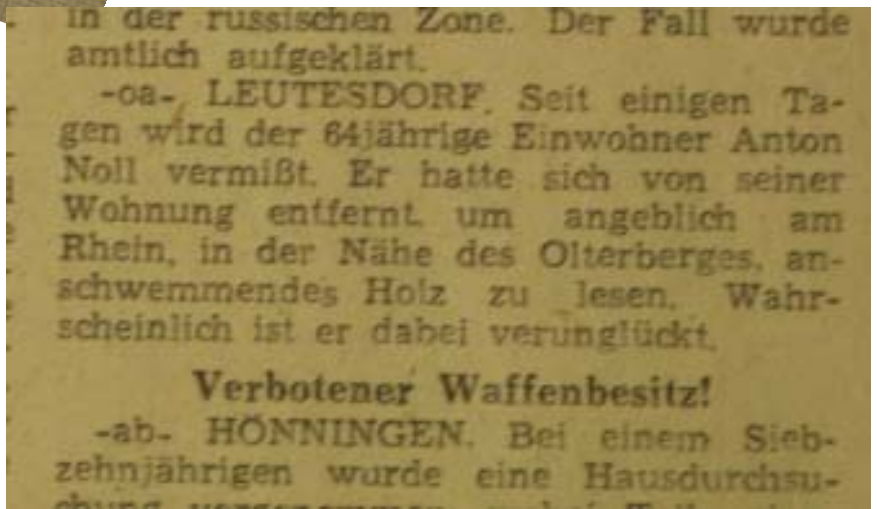 in der russischen Zone. Der Fall wurde
amtlich aufgeklärt.
-oa- LEUTESDORF. Seit einigen Ta-
gen wird der 64jährige Einwohner Anton
Noll vermißt. Er hatte sich von seiner
Wohnung entfernt, um angeblich am
Rhein, in der Nähe des Olterberges, an-
schwemmendes Holz zu lesen. Wahr-
scheinlich ist er dabei verunglückt.
Verbotener Waffenbesitz!
-ab- HÖNNINGEN. Bei einem Sieb-
zehnjährigen wurde eine Hausdurchsu-
chung vorgenommen